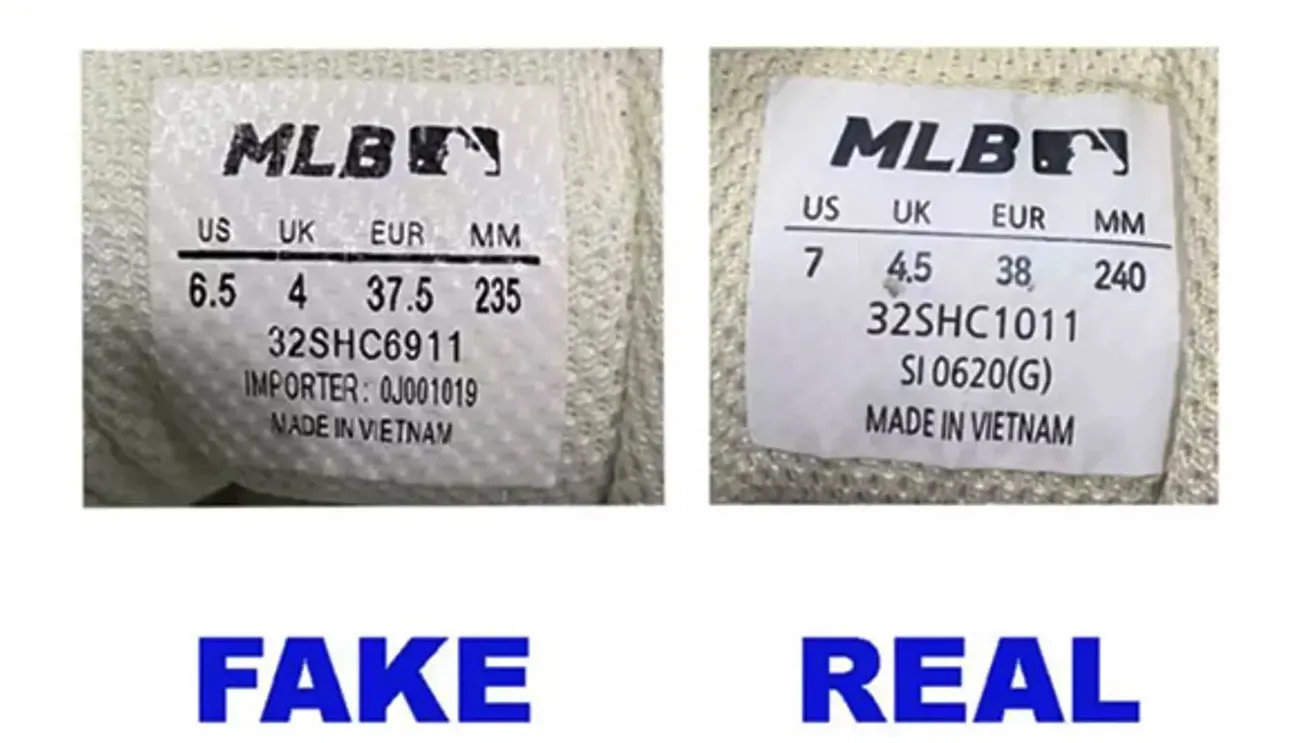 MLB
US UK EUR MM
6.5 4 37.5 235
32SHC6911
IMPORTER: 0J001019
MADE IN VIETNAM
MLB
US UK EUR MM
7 4.5 38 240
32SHC1011
SI 0620(G)
MADE IN VIETNAM
FAKE
REAL